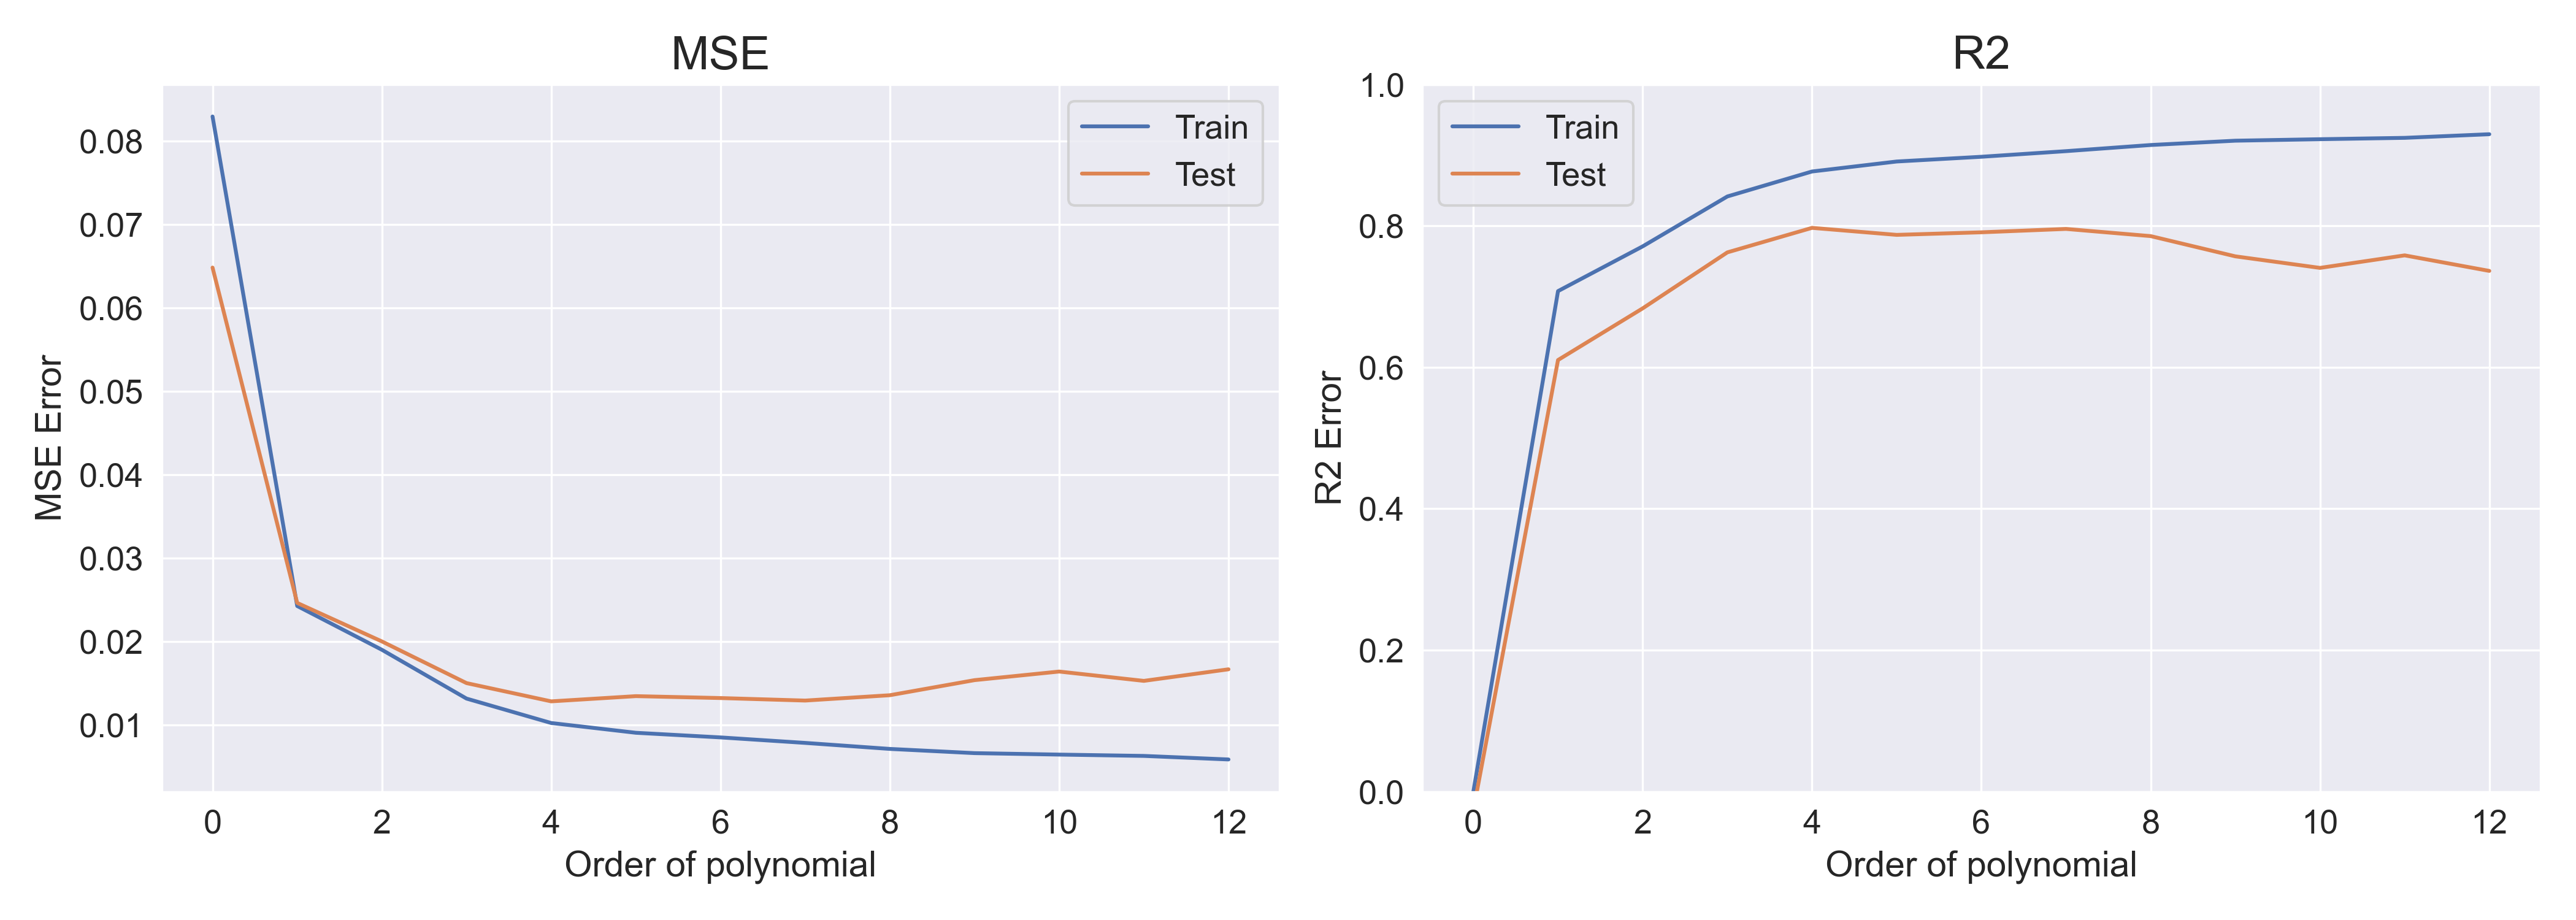 MSE
MSE Error
0.08
0.07
0.06
0.05
0.04
0.03
0.02
0.01
Train
Test
0 2 4 6 8 10 12
Order of polynomial
R2
R2 Error
1.0
0.8
0.6
0.4
0.2
0.0
Train
Test
0 2 4 6 8 10 12
Order of polynomial